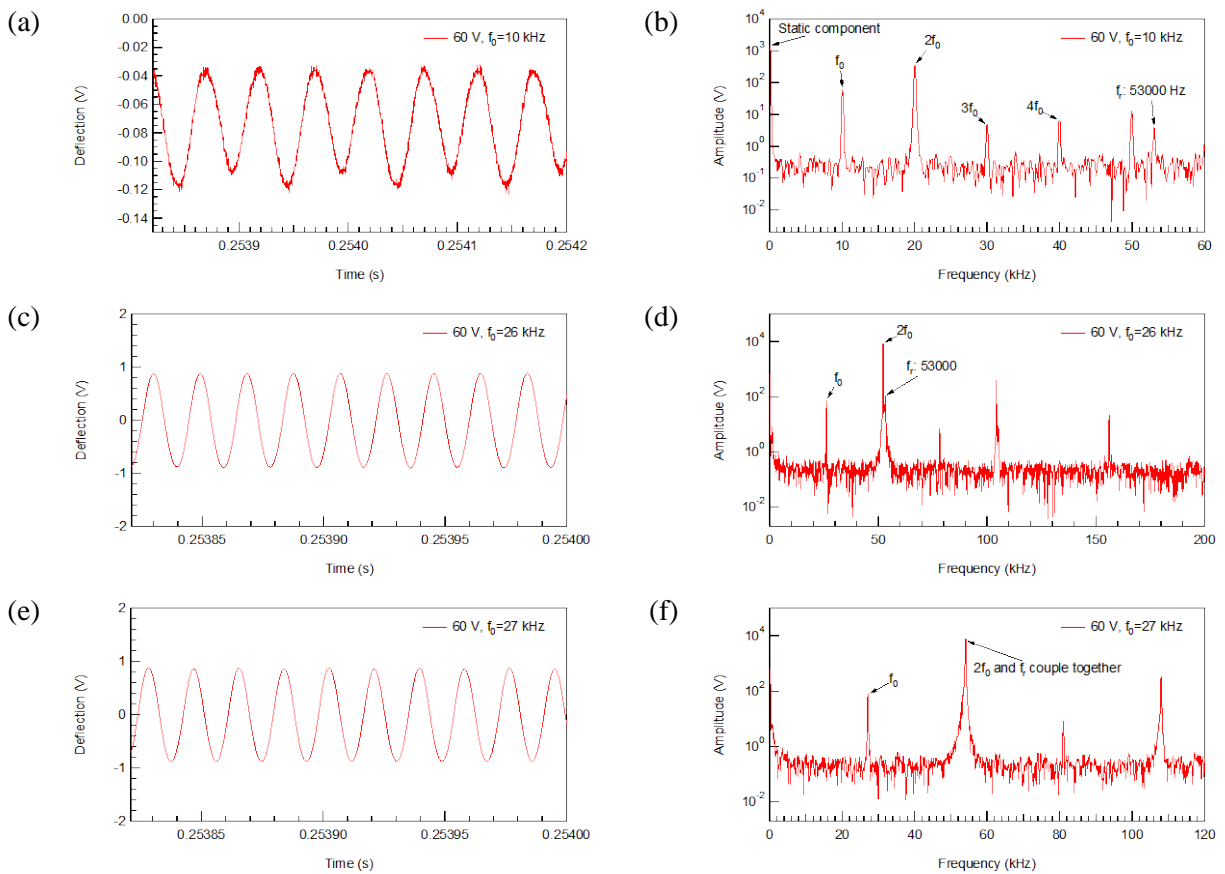 (a)
0.00
-0.02
-0.04
-0.06
-0.08
-0.10
-0.12
-0.14
Deflection (V)
60 V, f0=10 kHz
0.2539
0.2540
0.2541
0.2542
Time (s)
(b)
10^4
10^3
10^2
10^1
10^0
10^-1
10^-2
Amplitude (V)
Static component
60 V, f0=10 kHz
f0
2f0
3f0
4f0
fr: 53000 Hz
0
10
20
30
40
50
60
Frequency (kHz)
(c)
2
1
0
-1
-2
Deflection (V)
60 V, f0=26 kHz
0.25385
0.25390
0.25395
0.25400
Time (s)
(d)
10^4
10^2
10^0
10^-2
Amplitdue (V)
2f0
60 V, f0=26 kHz
f0
fr: 53000
0
50
100
150
200
Frequency (kHz)
(e)
2
1
0
-1
-2
Deflection (V)
60 V, f0=27 kHz
0.25385
0.25390
0.25395
0.25400
Time (s)
(f)
10^4
10^2
10^0
10^-2
Amplitude (V)
60 V, f0=27 kHz
2f0 and fr couple together
f0
0
20
40
60
80
100
120
Frequency (kHz)